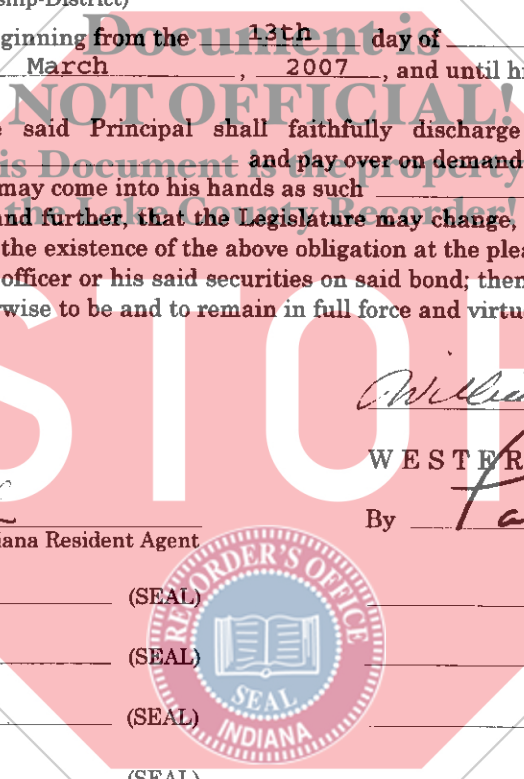 ship-District)
ginning from the 13th day of
Document is
March , 2007 , and until hi
NOT OFFICIAL!
e said Principal shall faithfully discharge
is Document is the property
and pay over on demand
may come into his hands as such
the Lake County Recorder!
and further, that the Legislature may change,
the existence of the above obligation at the plea
officer or his said securities on said bond; then
rwise to be and to remain in full force and virtu
STOP
WESTER
By
iana Resident Agent
(SEAL)
(SEAL)
(SEAL)
(SEAL)
RECORDER'S OFFICE
SEAL
INDIANA